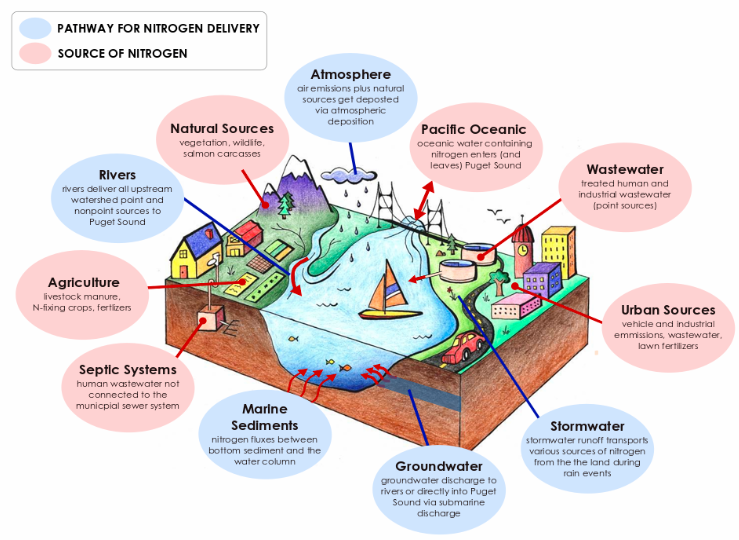 PATHWAY FOR NITROGEN DELIVERY
SOURCE OF NITROGEN
Atmosphere
air emissions plus natural
sources get deposited
via atmospheric
deposition
Natural Sources
vegetation, wildlife,
salmon carcasses
Pacific Oceanic
oceanic water containing
nitrogen enters (and
leaves) Puget Sound
Wastewater
treated human and
industrial wastewater
(point sources)
Rivers
rivers deliver all upstream
watershed point and
nonpoint sources to
Puget Sound
Agriculture
livestock manure,
N-fixing crops, fertlizers
Urban Sources
vehicle and industrial
emmissions, wastewater,
lawn fertilizers
Septic Systems
human wastewater not
connected to the
municpial sewer system
Marine
Sediments
nitrogen fluxes between
bottom sediment and the
water column
Groundwater
groundwater discharge to
rivers or directly into Puget
Sound via submarine
discharge
Stormwater
stormwater runoff transports
various sources of nitrogen
from the the land during
rain events